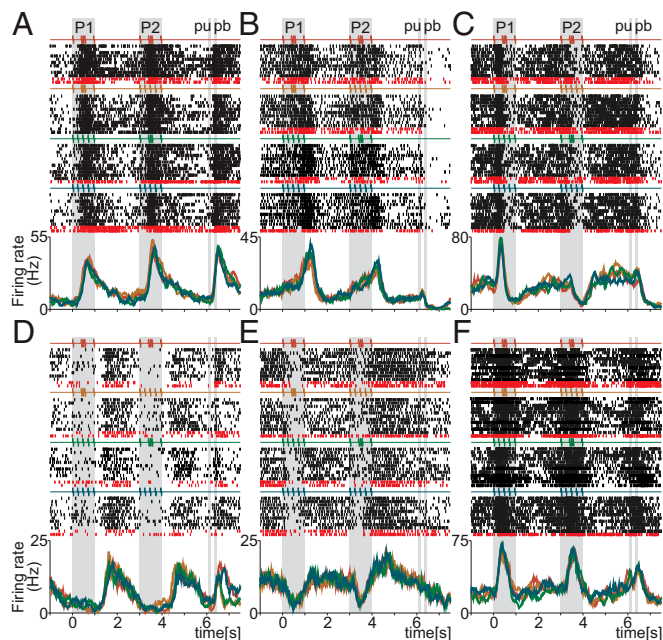 A P1 P2 pu pb B P1 P2 pu pb C P1 P2 pu pb
Firing rate (Hz) 55 0 45 0 80 0
D E F
Firing rate (Hz) 25 0 25 0 75 0
0 2 4 6 time[s] 0 2 4 6 time[s] 0 2 4 6 time[s]